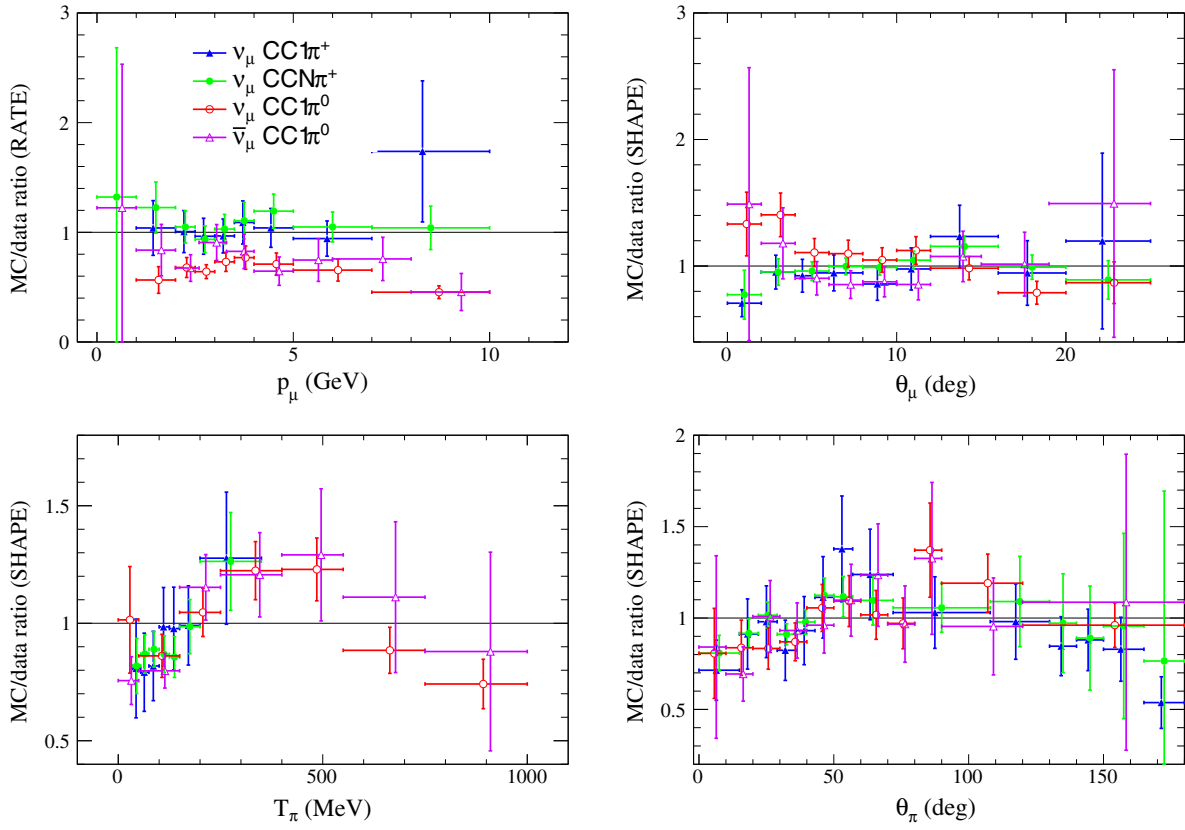 3
2
1
0
MC/data ratio (RATE)
νμ CC1π⁺
νμ CCNπ⁺
νμ CC1π⁰
ν̅μ CC1π⁰
0 5 10
pμ (GeV)
3
2
1
MC/data ratio (SHAPE)
0 10 20
θμ (deg)
1.5
1
0.5
MC/data ratio (SHAPE)
0 500 1000
Tπ (MeV)
2
1.5
1
0.5
MC/data ratio (SHAPE)
0 50 100 150
θπ (deg)